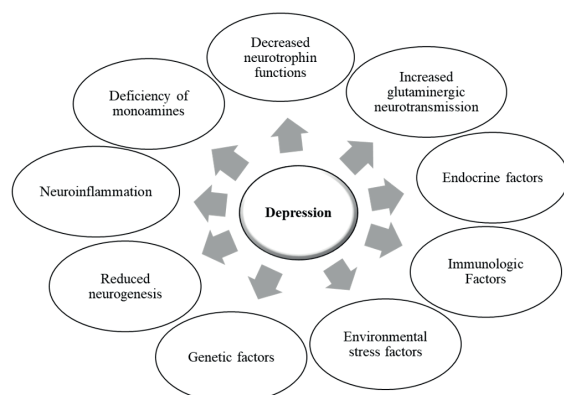 Decreased
neurotrophin
functions
Increased
glutaminergic
neurotransmission
Deficiency of
monoamines
Endocrine factors
Neuroinflammation
Depression
Immunologic
Factors
Reduced
neurogenesis
Environmental
stress factors
Genetic factors